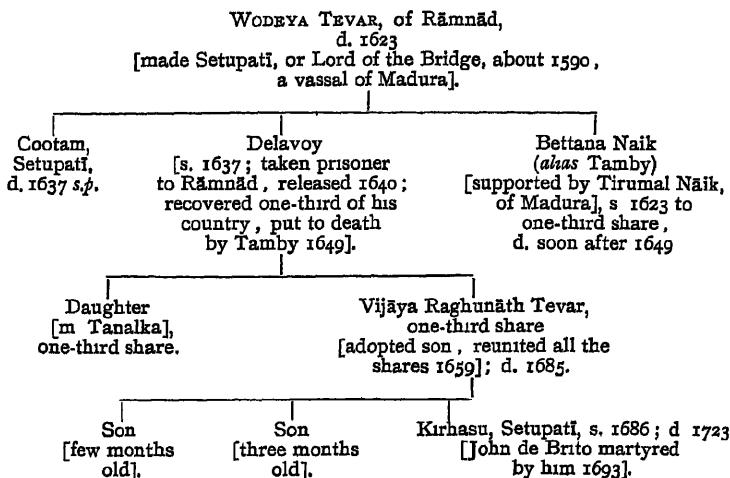 WODEYA TEVAR, of Rāmnād,
d. 1623
[made Setupatī, or Lord of the Bridge, about 1590,
a vassal of Madura].
Cootam,
Setupatī,
d. 1637 s.p.
Delavoy
[s. 1637; taken prisoner
to Rāmnād, released 1640;
recovered one-third of his
country, put to death
by Tamby 1649].
Bettana Naik
(alias Tamby)
[supported by Tirumal Nāik,
of Madura], s 1623 to
one-third share,
d. soon after 1649
Daughter
[m Tanalka],
one-third share.
Vijāya Raghunāth Tevar,
one-third share
[adopted son, reunited all the
shares 1659]; d. 1685.
Son
[few months
old].
Son
[three months
old].
Kırhasu, Setupatī, s. 1686; d 1723
[John de Brito martyred
by him 1693].